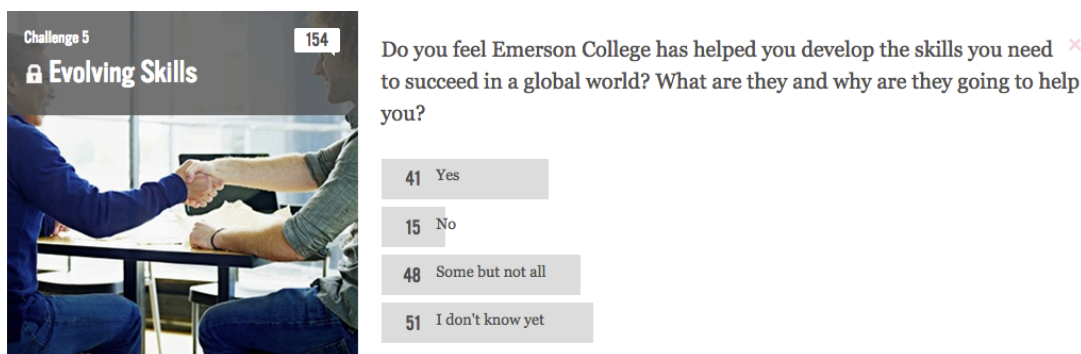 Challenge 5
154
Evolving Skills
Do you feel Emerson College has helped you develop the skills you need
to succeed in a global world? What are they and why are they going to help
you?
41 Yes
15 No
48 Some but not all
51 I don't know yet